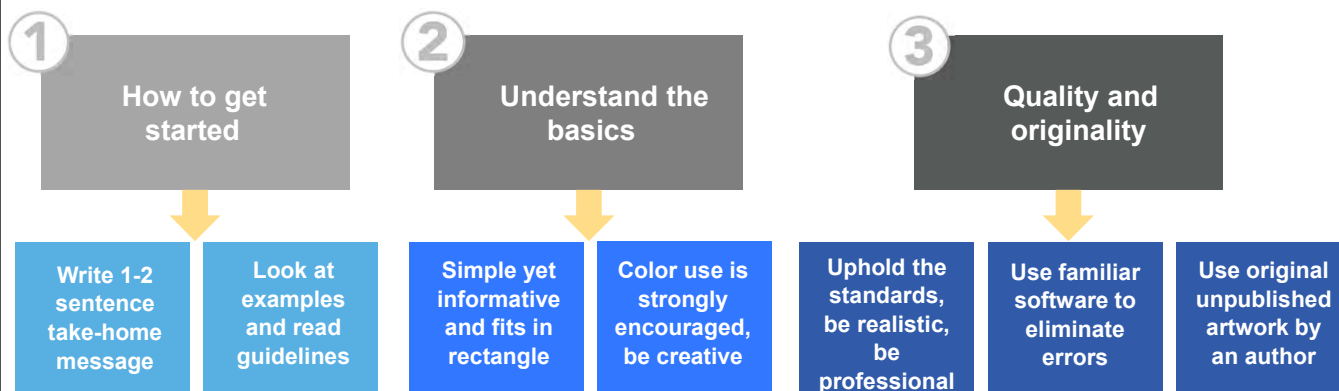 1
How to get
started
2
Understand the
basics
3
Quality and
originality
Write 1-2
sentence
take-home
message
Look at
examples
and read
guidelines
Simple yet
informative
and fits in
rectangle
Color use is
strongly
encouraged,
be creative
Uphold the
standards,
be realistic,
be
professional
Use familiar
software to
eliminate
errors
Use original
unpublished
artwork by
an author